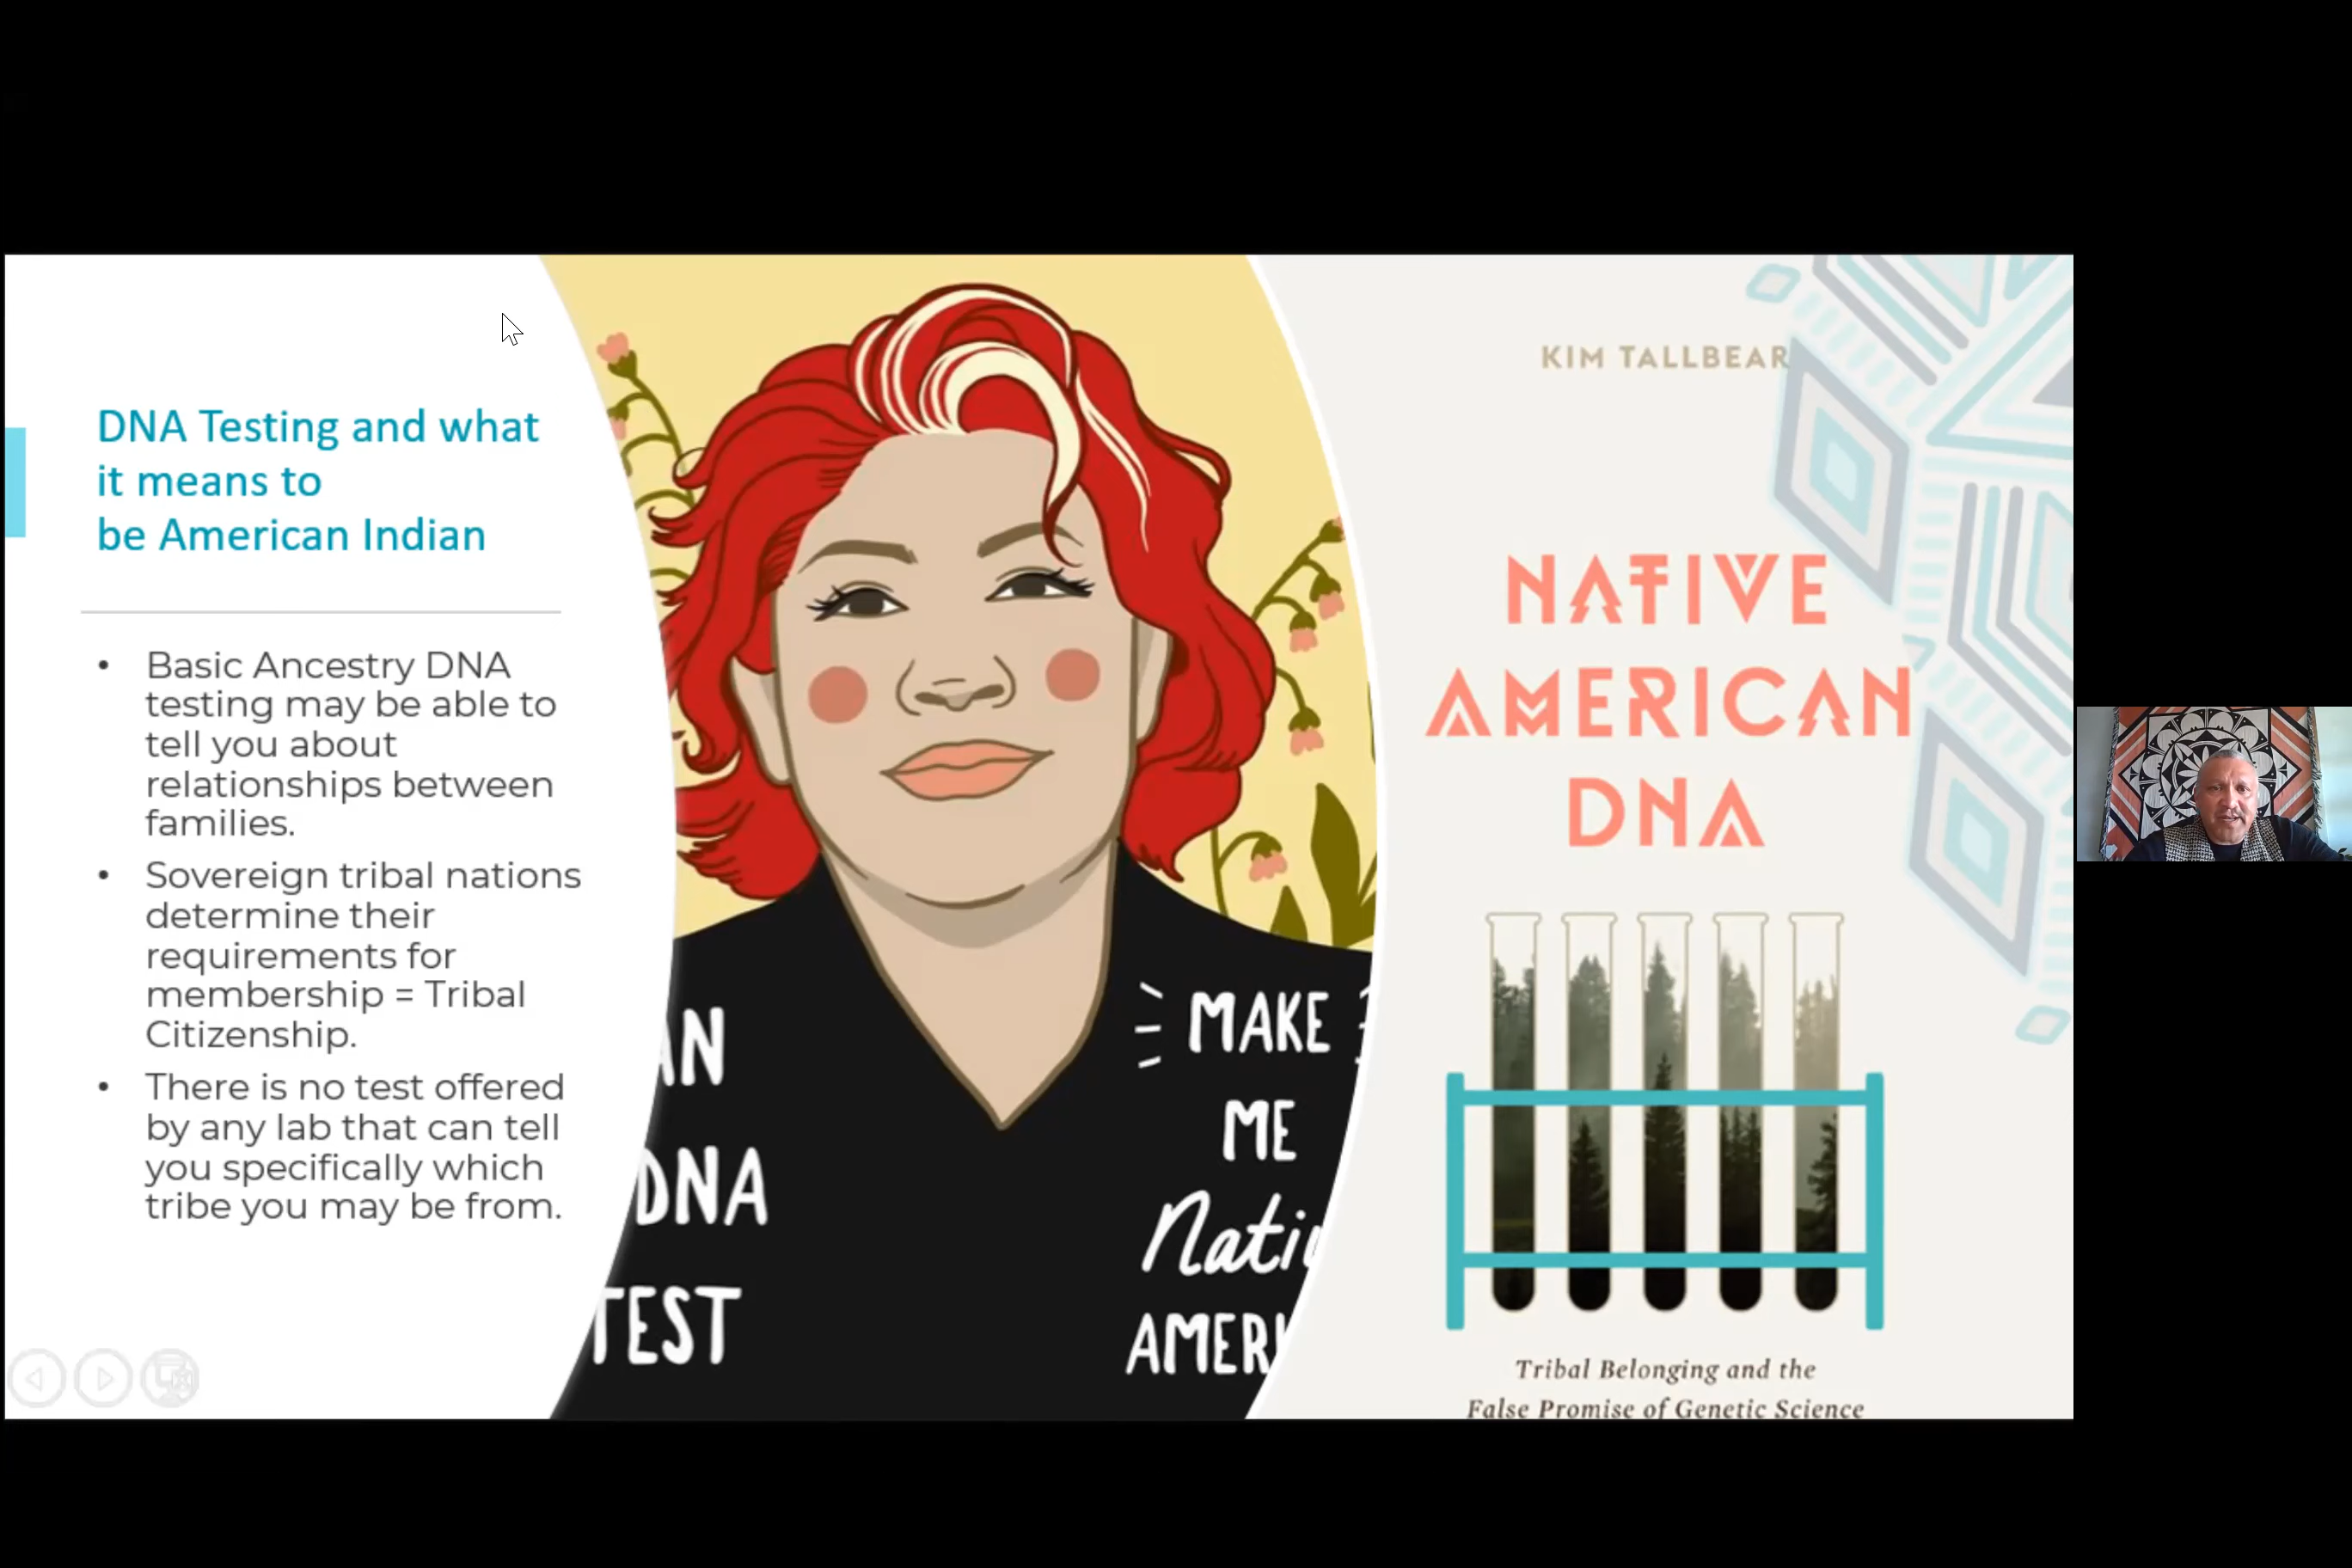 DNA Testing and what
it means to
be American Indian
• Basic Ancestry DNA
testing may be able to
tell you about
relationships between
families.
• Sovereign tribal nations
determine their
requirements for
membership = Tribal
Citizenship.
• There is no test offered
by any lab that can tell
you specifically which
tribe you may be from.
AN
DNA
TEST
MAKE
ME
Nativ
AMERI
KIM TALLBEAR
NATIVE
AMERICAN
DNA
Tribal Belonging and the
False Promise of Genetic Science